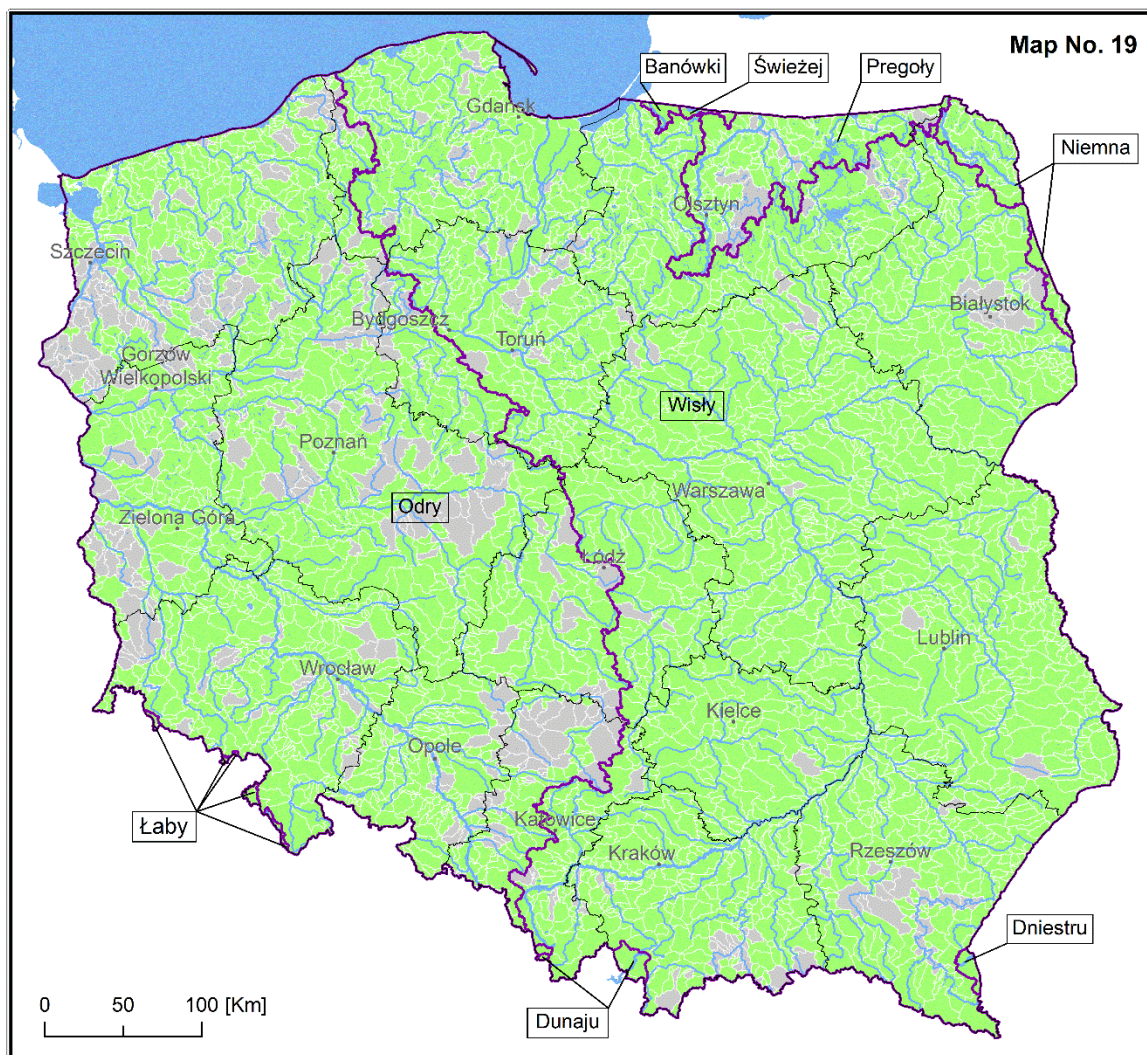 Map No. 19
Banówki
Świeżej
Pregoły
Gdańsk
Niemna
Olsztyn
Szczecin
Białystok
Bydgoszcz
Toruń
Gorzów
Wielkopolski
Wisły
Poznań
Warszawa
Odry
Zielona Góra
Łódź
Lublin
Wrocław
Kielce
Opole
Łaby
Katowice
Kraków
Rzeszów
Dniestru
Dunaju
0 50 100 [Km]